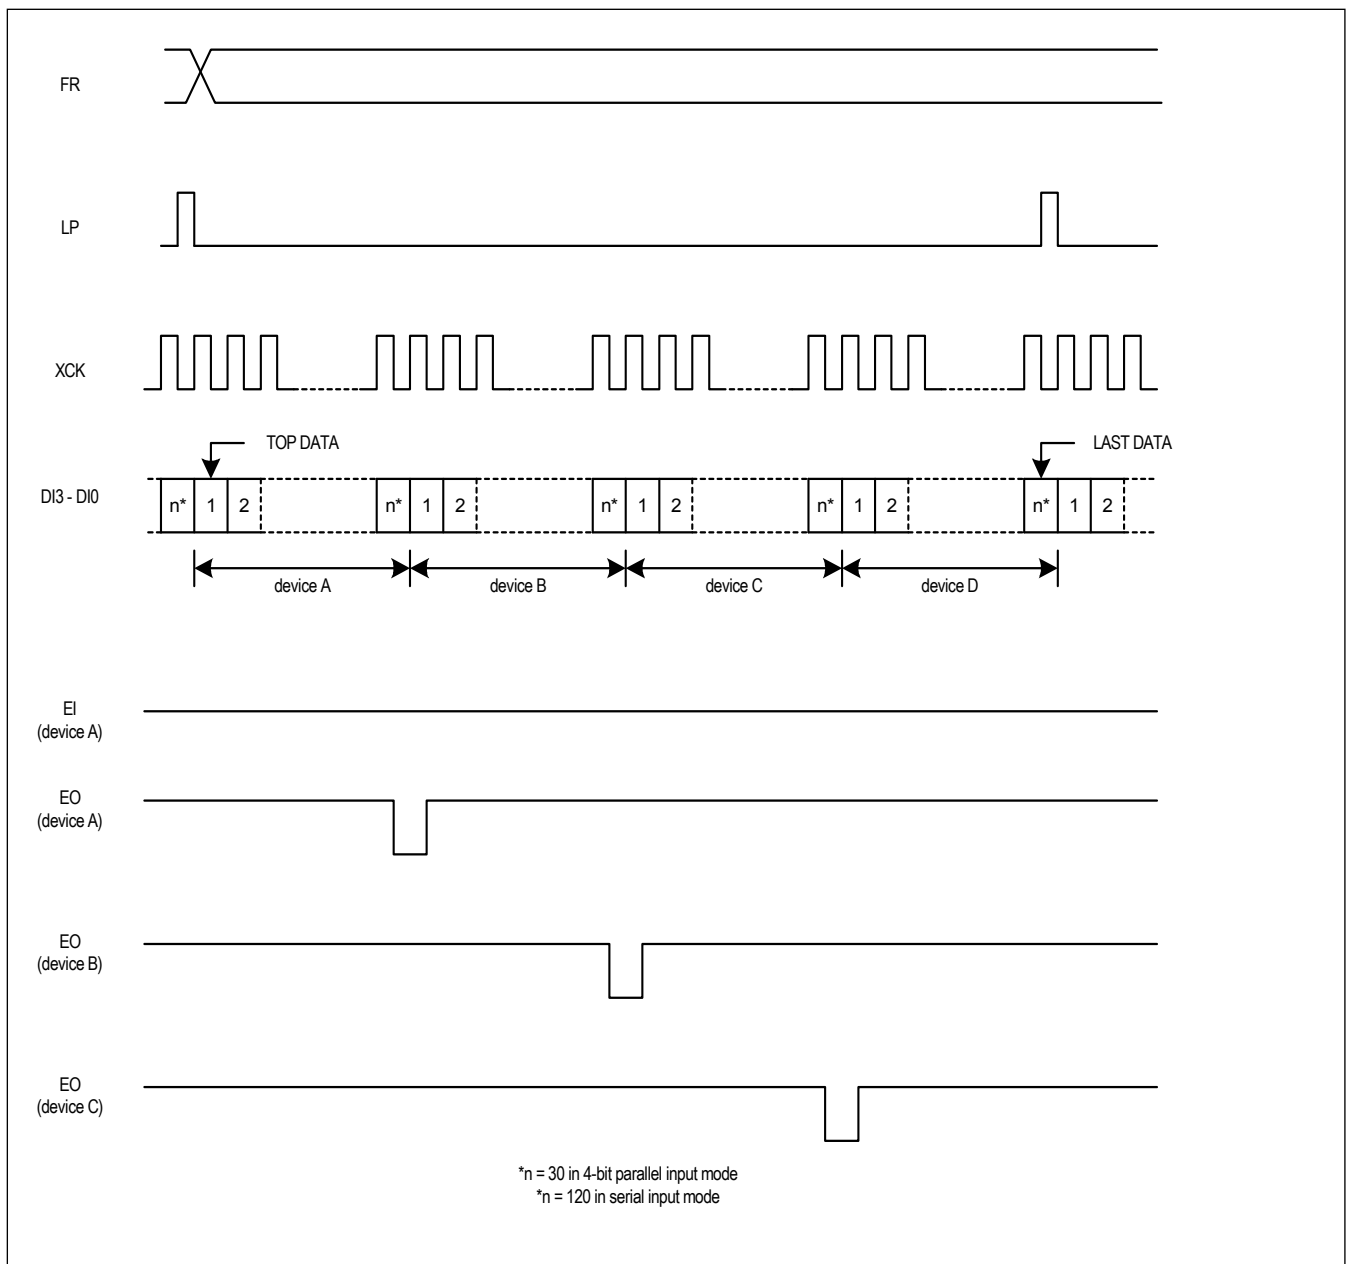 FR
LP
XCK
TOP DATA
LAST DATA
DI3 - DI0
n* 1 2 n* 1 2 n* 1 2 n* 1 2 n* 1 2
device A
device B
device C
device D
EI
(device A)
EO
(device A)
EO
(device B)
EO
(device C)
*n = 30 in 4-bit parallel input mode
*n = 120 in serial input mode